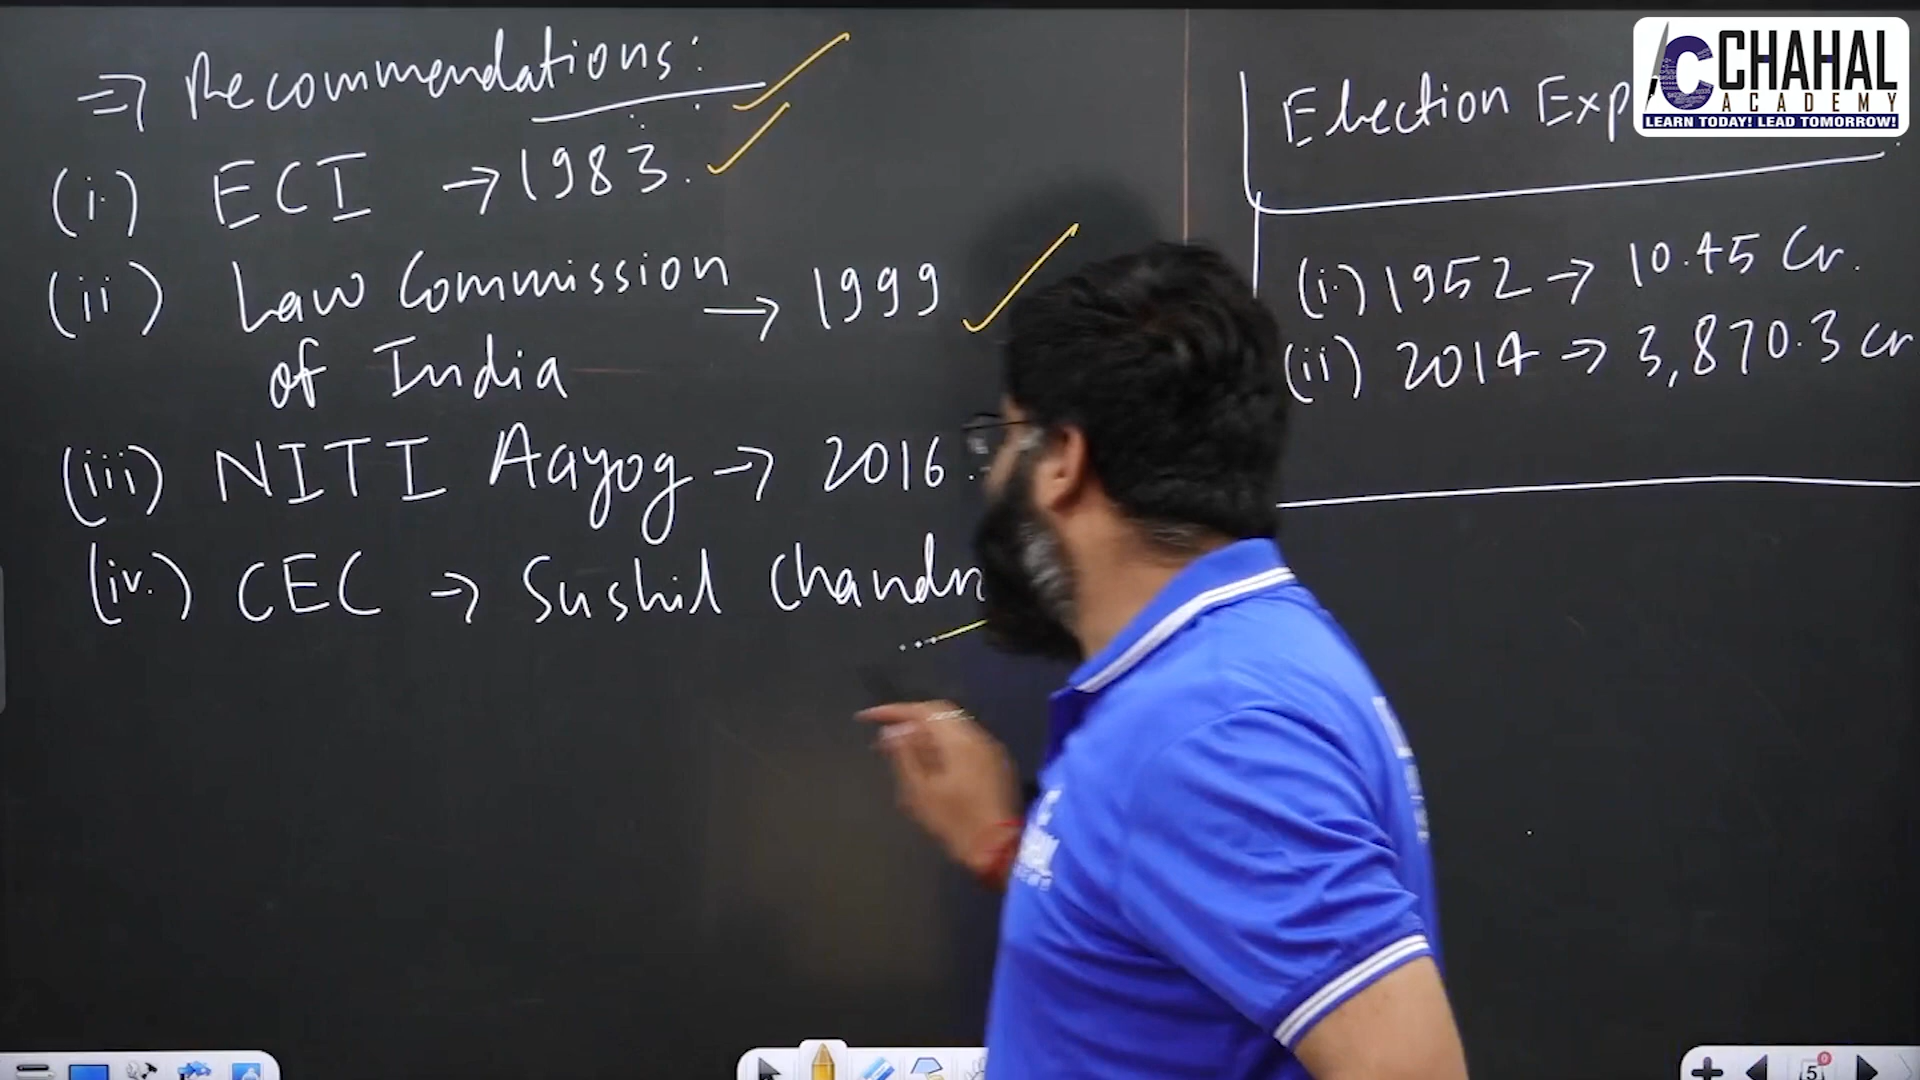 ⇒ Recommendations:
(i) ECI → 1983.
(ii) Law Commission → 1999
of India
(iii) NITI Aayog → 2016
(iv.) CEC → Sushil Chandr
Election Exp
(i) 1952 → 10.45 Cr.
(ii) 2014 → 3,870.3 Cr
CHAHAL
ACADEMY
LEARN TODAY! LEAD TOMORROW!
5